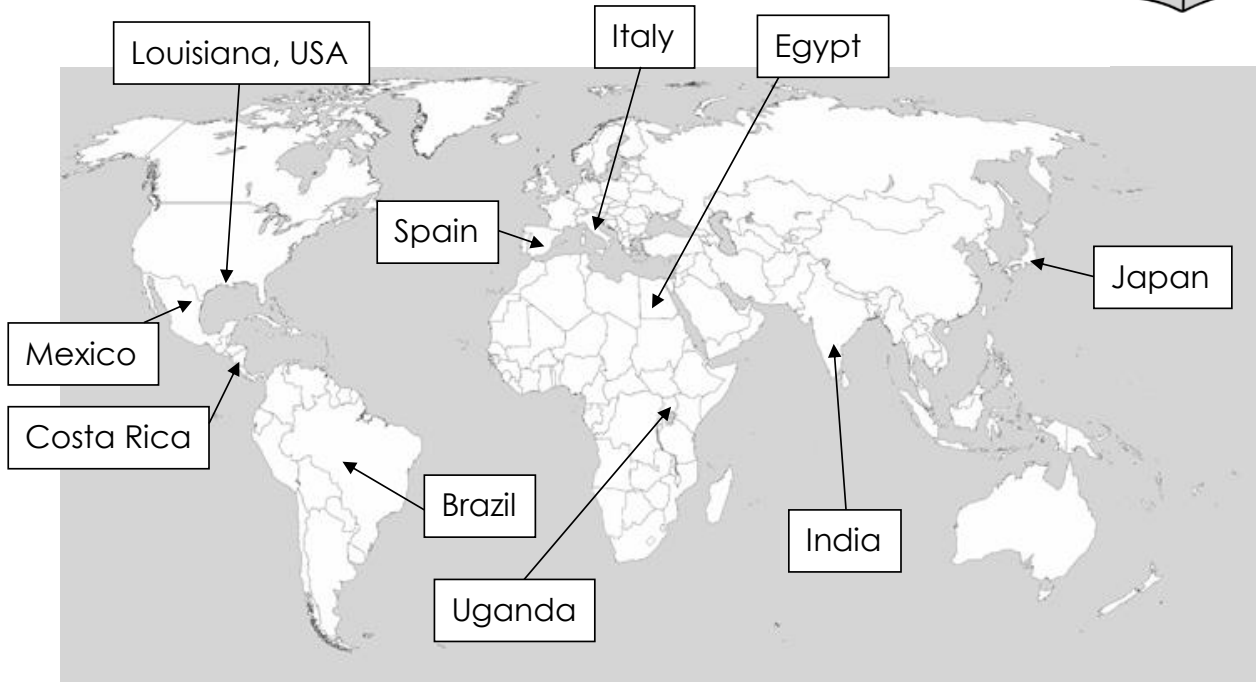 Louisiana, USA
Italy
Egypt
Spain
Japan
Mexico
Costa Rica
Brazil
India
Uganda